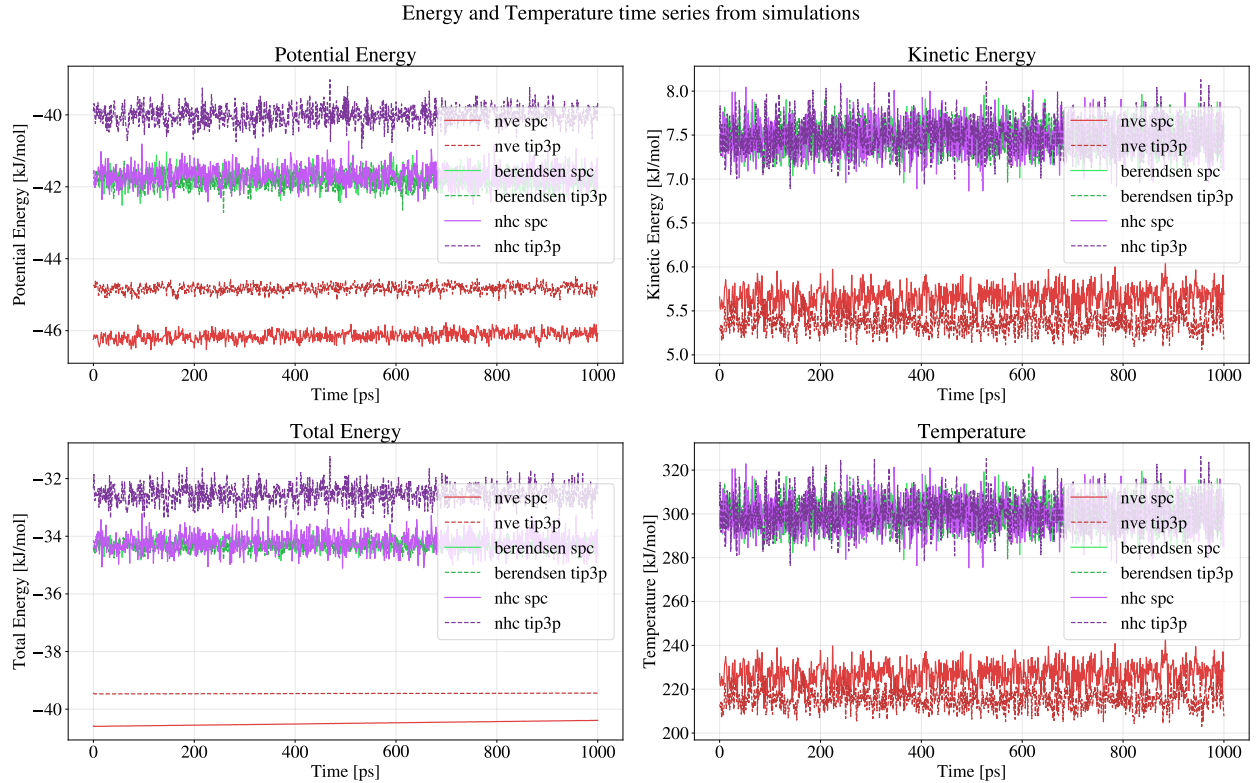 Energy and Temperature time series from simulations
Potential Energy
Potential Energy [kJ/mol]
−40
−42
−44
−46
0 200 400 600 800 1000
Time [ps]
nve spc
nve tip3p
berendsen spc
berendsen tip3p
nhc spc
nhc tip3p
Kinetic Energy
Kinetic Energy [kJ/mol]
8.0
7.5
7.0
6.5
6.0
5.5
5.0
0 200 400 600 800 1000
Time [ps]
nve spc
nve tip3p
berendsen spc
berendsen tip3p
nhc spc
nhc tip3p
Total Energy
Total Energy [kJ/mol]
−32
−34
−36
−38
−40
0 200 400 600 800 1000
Time [ps]
nve spc
nve tip3p
berendsen spc
berendsen tip3p
nhc spc
nhc tip3p
Temperature
Temperature [kJ/mol]
320
300
280
260
240
220
200
0 200 400 600 800 1000
Time [ps]
nve spc
nve tip3p
berendsen spc
berendsen tip3p
nhc spc
nhc tip3p